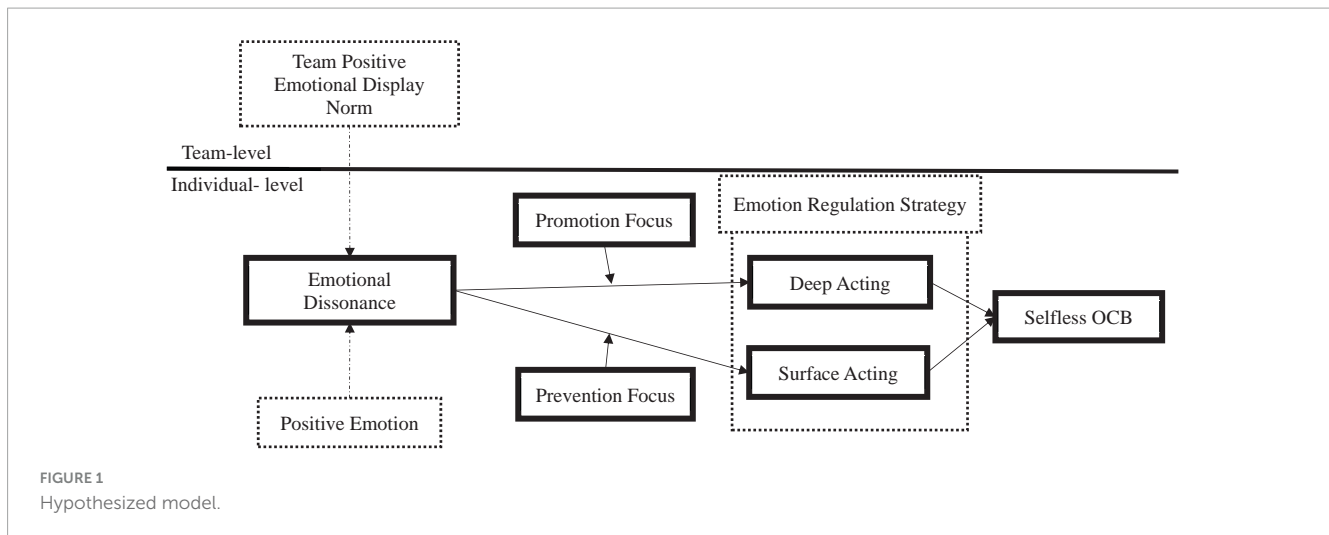 Team Positive
Emotional Display
Norm
Team-level
Individual- level
Promotion Focus
Emotion Regulation Strategy
Emotional
Dissonance
Deep Acting
Selfless OCB
Surface Acting
Prevention Focus
Positive Emotion
FIGURE 1
Hypothesized model.